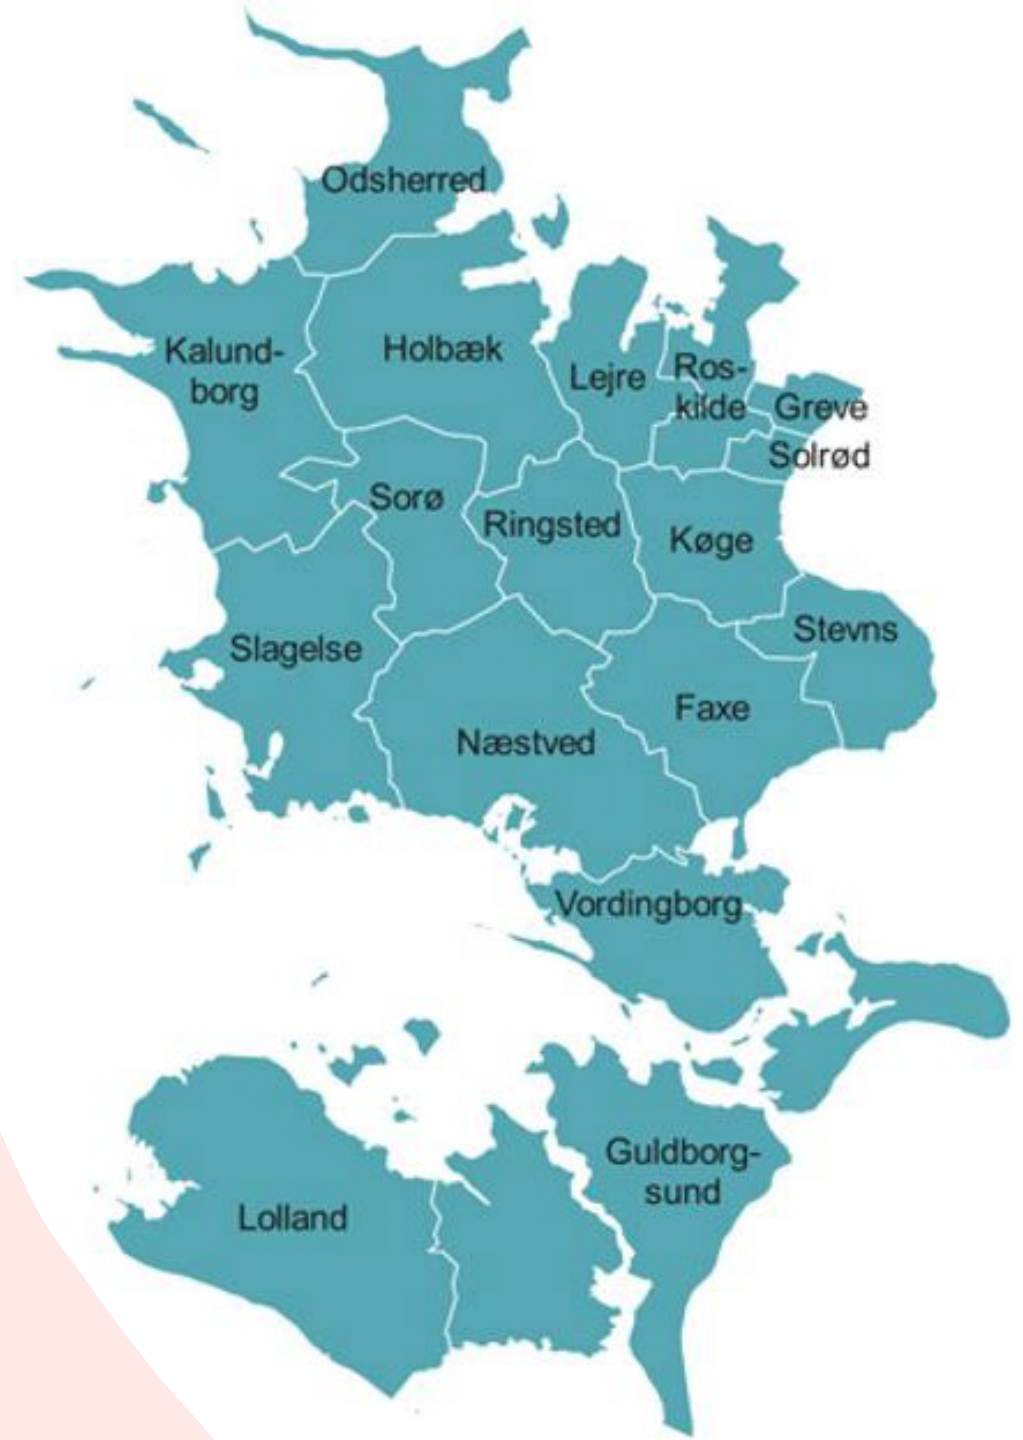 Odsherred
Kalund-
borg
Holbæk
Lejre
Ros-
kilde
Greve
Solrød
Sorø
Ringsted
Køge
Slagelse
Stevns
Næstved
Faxe
Vordingborg
Guldborg-
sund
Lolland